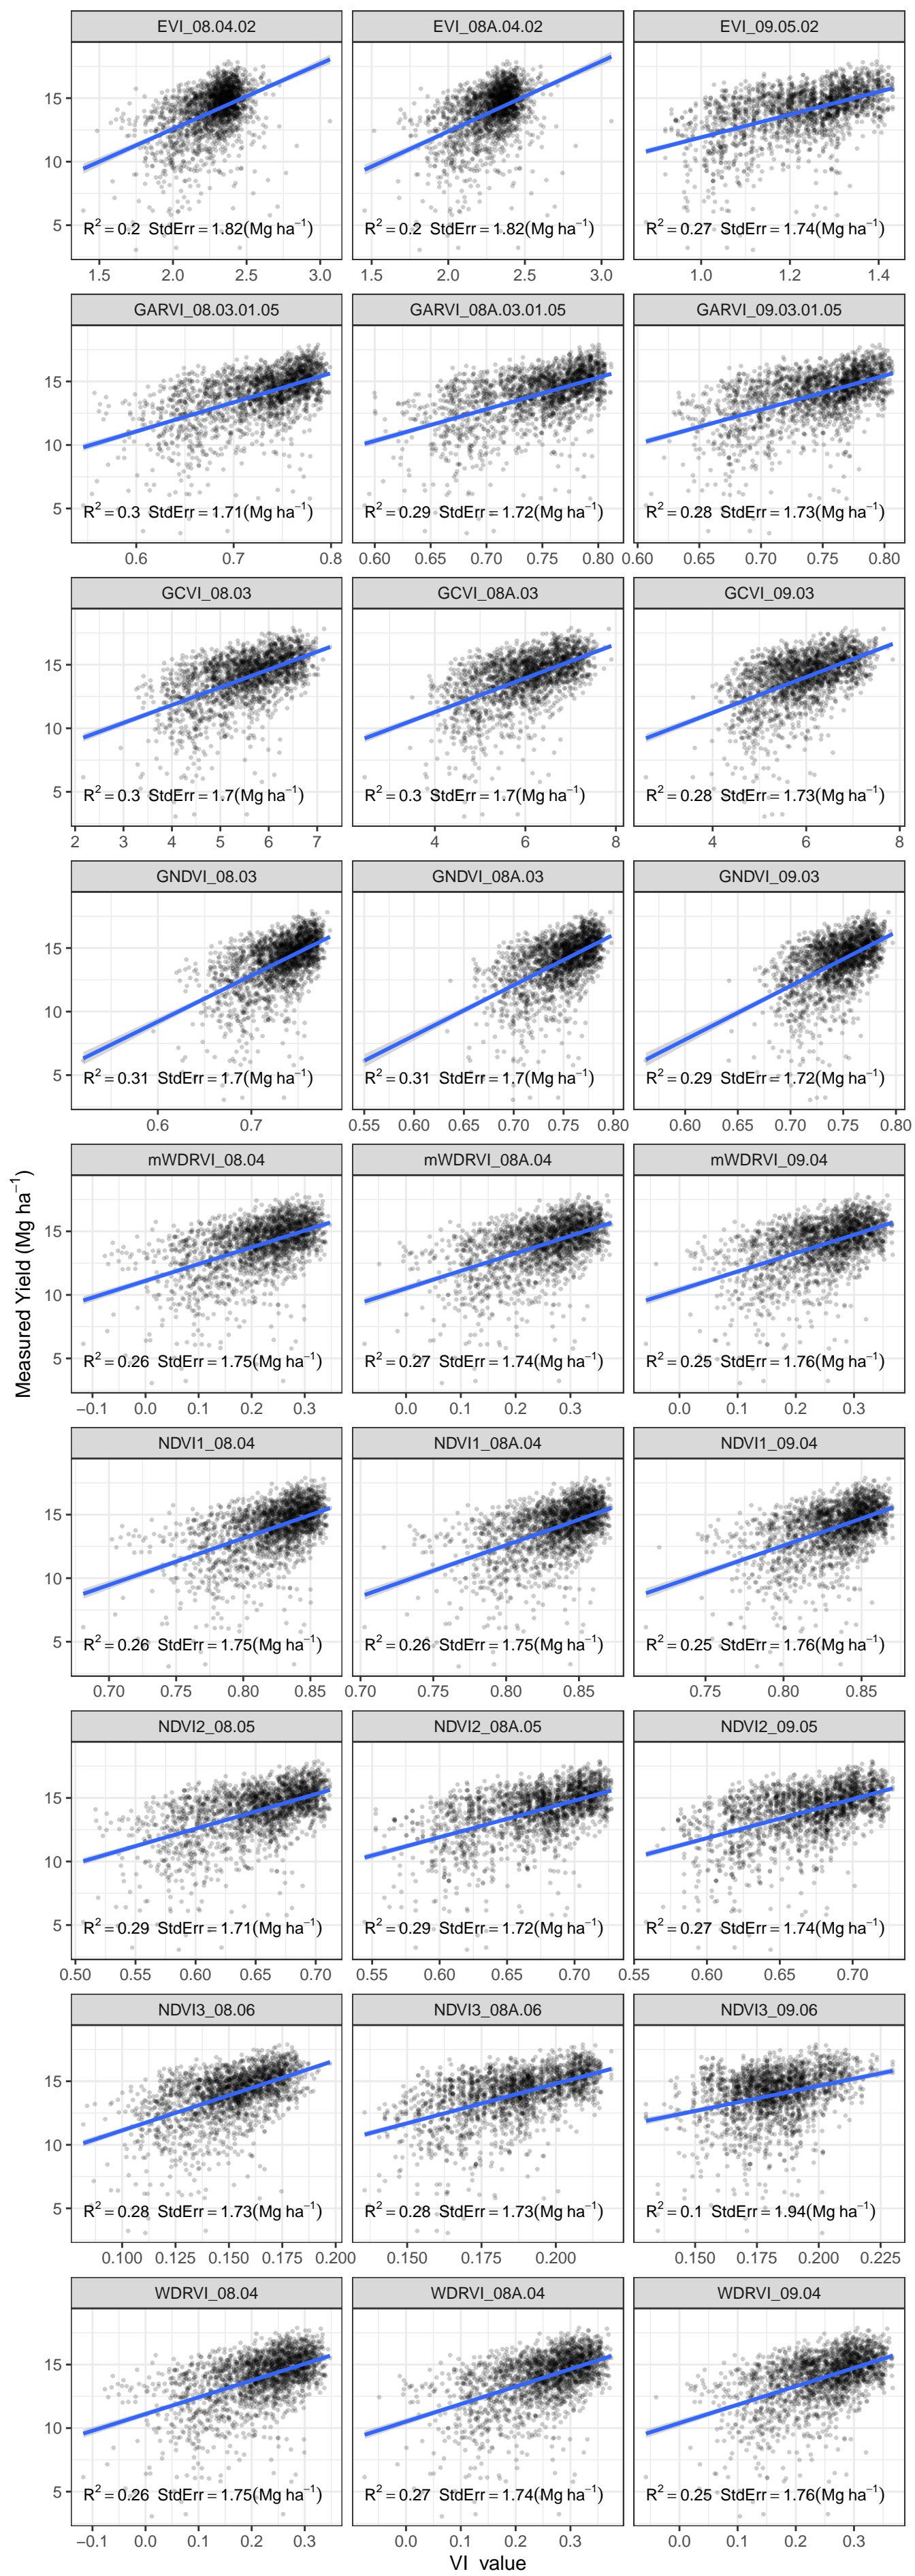 EVI_08.04.02 EVI_08A.04.02 EVI_09.05.02
15
10
5
R² = 0.2 StdErr = 1.82(Mg ha⁻¹) R² = 0.2 StdErr = 1.82(Mg ha⁻¹) R² = 0.27 StdErr = 1.74(Mg ha⁻¹)
1.5 2.0 2.5 3.0 1.5 2.0 2.5 3.0 1.0 1.2 1.4
GARVI_08.03.01.05 GARVI_08A.03.01.05 GARVI_09.03.01.05
15
10
5
R² = 0.3 StdErr = 1.71(Mg ha⁻¹) R² = 0.29 StdErr = 1.72(Mg ha⁻¹) R² = 0.28 StdErr = 1.73(Mg ha⁻¹)
0.6 0.7 0.8 0.60 0.65 0.70 0.75 0.80 0.60 0.65 0.70 0.75 0.80
GCVI_08.03 GCVI_08A.03 GCVI_09.03
15
10
5
R² = 0.3 StdErr = 1.7(Mg ha⁻¹) R² = 0.3 StdErr = 1.7(Mg ha⁻¹) R² = 0.28 StdErr = 1.73(Mg ha⁻¹)
2 3 4 5 6 7 4 6 8 4 6 8
GNDVI_08.03 GNDVI_08A.03 GNDVI_09.03
15
10
5
R² = 0.31 StdErr = 1.7(Mg ha⁻¹) R² = 0.31 StdErr = 1.7(Mg ha⁻¹) R² = 0.29 StdErr = 1.72(Mg ha⁻¹)
0.6 0.7 0.55 0.60 0.65 0.70 0.75 0.80 0.60 0.65 0.70 0.75 0.80
mWDRVI_08.04 mWDRVI_08A.04 mWDRVI_09.04
Measured Yield (Mg ha⁻¹)
15
10
5
R² = 0.26 StdErr = 1.75(Mg ha⁻¹) R² = 0.27 StdErr = 1.74(Mg ha⁻¹) R² = 0.25 StdErr = 1.76(Mg ha⁻¹)
−0.1 0.0 0.1 0.2 0.3 0.0 0.1 0.2 0.3 0.0 0.1 0.2 0.3
NDVI1_08.04 NDVI1_08A.04 NDVI1_09.04
15
10
5
R² = 0.26 StdErr = 1.75(Mg ha⁻¹) R² = 0.26 StdErr = 1.75(Mg ha⁻¹) R² = 0.25 StdErr = 1.76(Mg ha⁻¹)
0.70 0.75 0.80 0.85 0.70 0.75 0.80 0.85 0.75 0.80 0.85
NDVI2_08.05 NDVI2_08A.05 NDVI2_09.05
15
10
5
R² = 0.29 StdErr = 1.71(Mg ha⁻¹) R² = 0.29 StdErr = 1.72(Mg ha⁻¹) R² = 0.27 StdErr = 1.74(Mg ha⁻¹)
0.50 0.55 0.60 0.65 0.70 0.55 0.60 0.65 0.70 0.55 0.60 0.65 0.70
NDVI3_08.06 NDVI3_08A.06 NDVI3_09.06
15
10
5
R² = 0.28 StdErr = 1.73(Mg ha⁻¹) R² = 0.28 StdErr = 1.73(Mg ha⁻¹) R² = 0.1 StdErr = 1.94(Mg ha⁻¹)
0.100 0.125 0.150 0.175 0.200 0.150 0.175 0.200 0.150 0.175 0.200 0.225
WDRVI_08.04 WDRVI_08A.04 WDRVI_09.04
15
10
5
R² = 0.26 StdErr = 1.75(Mg ha⁻¹) R² = 0.27 StdErr = 1.74(Mg ha⁻¹) R² = 0.25 StdErr = 1.76(Mg ha⁻¹)
−0.1 0.0 0.1 0.2 0.3 0.0 0.1 0.2 0.3 0.0 0.1 0.2 0.3
VI value